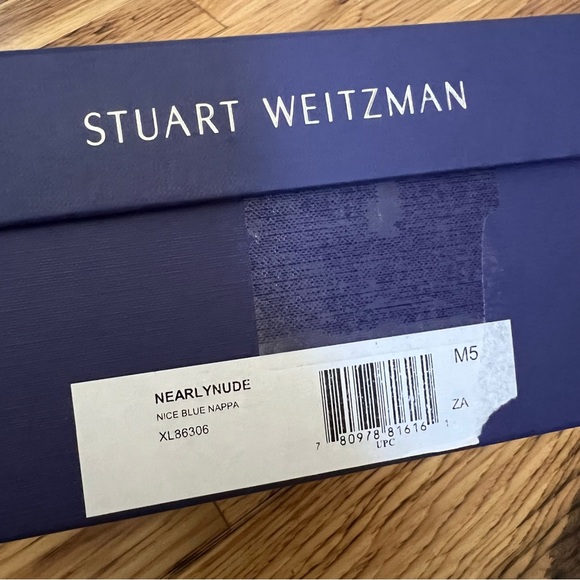 STUART WEITZMAN
NEARLYNUDE
NICE BLUE NAPPA
XL86306
M5
ZA
7 80978 81616 1
UPC